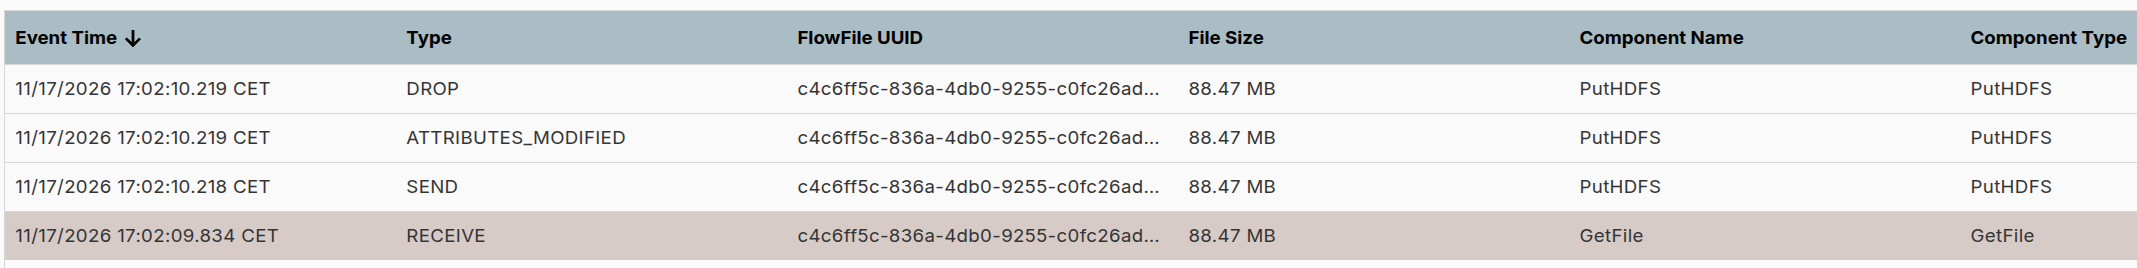 Event Time ↓ Type FlowFile UUID File Size Component Name Component Type
11/17/2026 17:02:10.219 CET DROP c4c6ff5c-836a-4db0-9255-c0fc26ad... 88.47 MB PutHDFS PutHDFS
11/17/2026 17:02:10.219 CET ATTRIBUTES_MODIFIED c4c6ff5c-836a-4db0-9255-c0fc26ad... 88.47 MB PutHDFS PutHDFS
11/17/2026 17:02:10.218 CET SEND c4c6ff5c-836a-4db0-9255-c0fc26ad... 88.47 MB PutHDFS PutHDFS
11/17/2026 17:02:09.834 CET RECEIVE c4c6ff5c-836a-4db0-9255-c0fc26ad... 88.47 MB GetFile GetFile